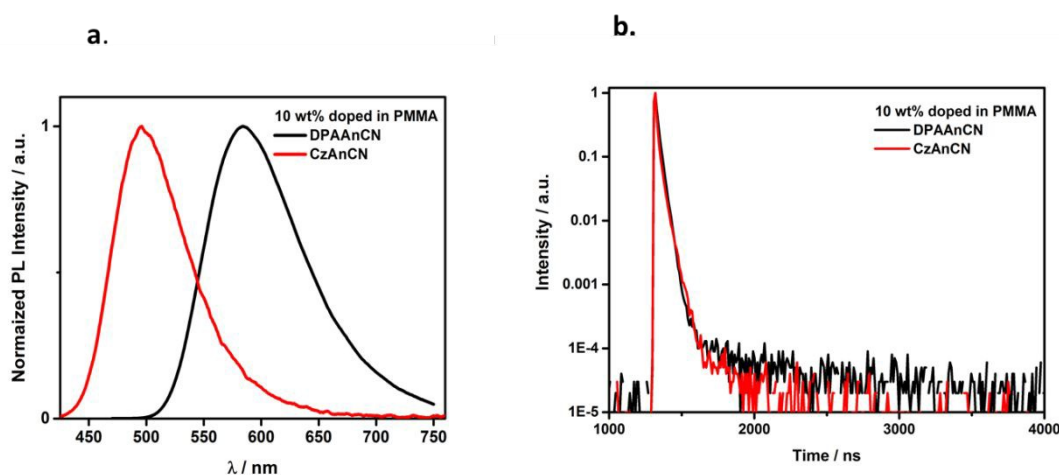 a.
b.
10 wt% doped in PMMA
DPAAnCN
CzAnCN
Normaized PL Intensity / a.u.
1
0
450 500 550 600 650 700 750
λ / nm
10 wt% doped in PMMA
DPAAnCN
CzAnCN
Intensity / a.u.
1
0.1
0.01
0.001
1E-4
1E-5
1000 2000 3000 4000
Time / ns